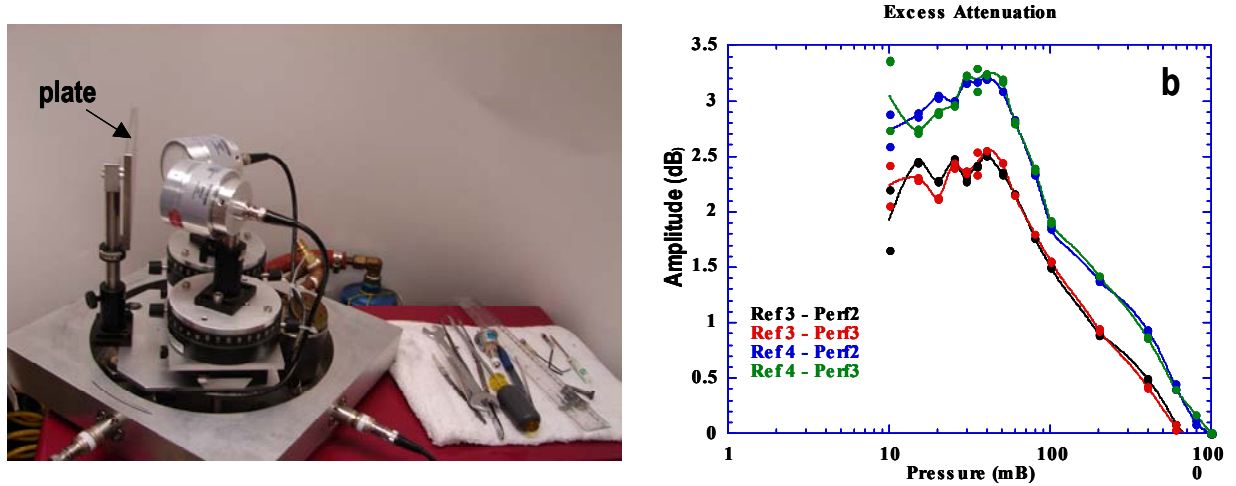 plate
Excess Attenuation
b
3.5
3
2.5
2
1.5
1
0.5
0
Amplitude (dB)
Ref 3 - Perf2
Ref 3 - Perf3
Ref 4 - Perf2
Ref 4 - Perf3
1
10
100
100
0
Pressure (mB)